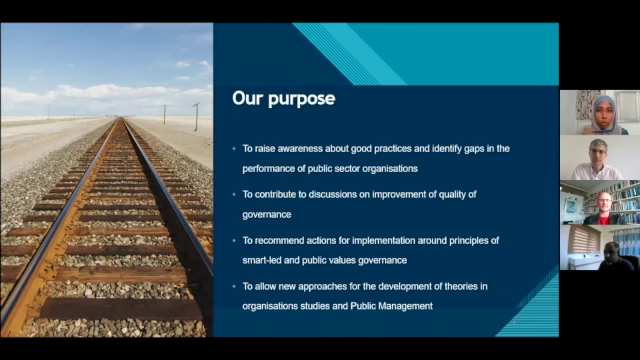 Our purpose
• To raise awareness about good practices and identify gaps in the
performance of public sector organisations
• To contribute to discussions on improvement of quality of
governance
• To recommend actions for implementation around principles of
smart-led and public values governance
• To allow new approaches for the development of theories in
organisations studies and Public Management